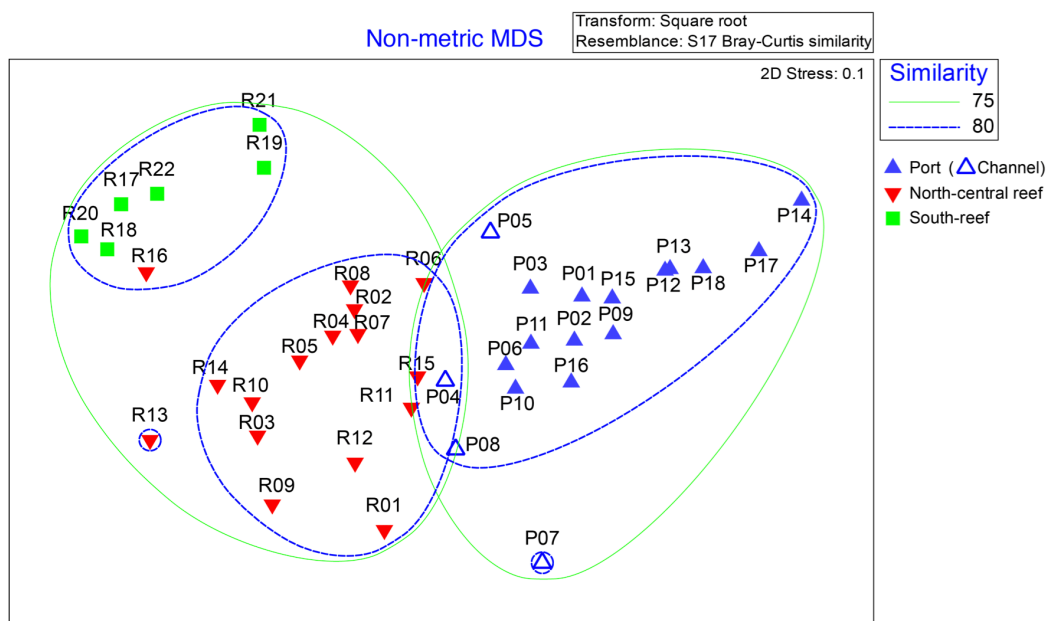 Non-metric MDS
Transform: Square root
Resemblance: S17 Bray-Curtis similarity
2D Stress: 0.1
Similarity
75
80
Port ( Channel)
North-central reef
South-reef
R21
R19
R17
R22
R20
R18
R16
R06
R08
R02
R04
R07
R05
R14
R10
R15
R11
R03
R13
R12
R09
R01
P05
P14
P03
P01
P13
P15
P12
P18
P17
P11
P02
P09
P06
P16
P10
P04
P08
P07